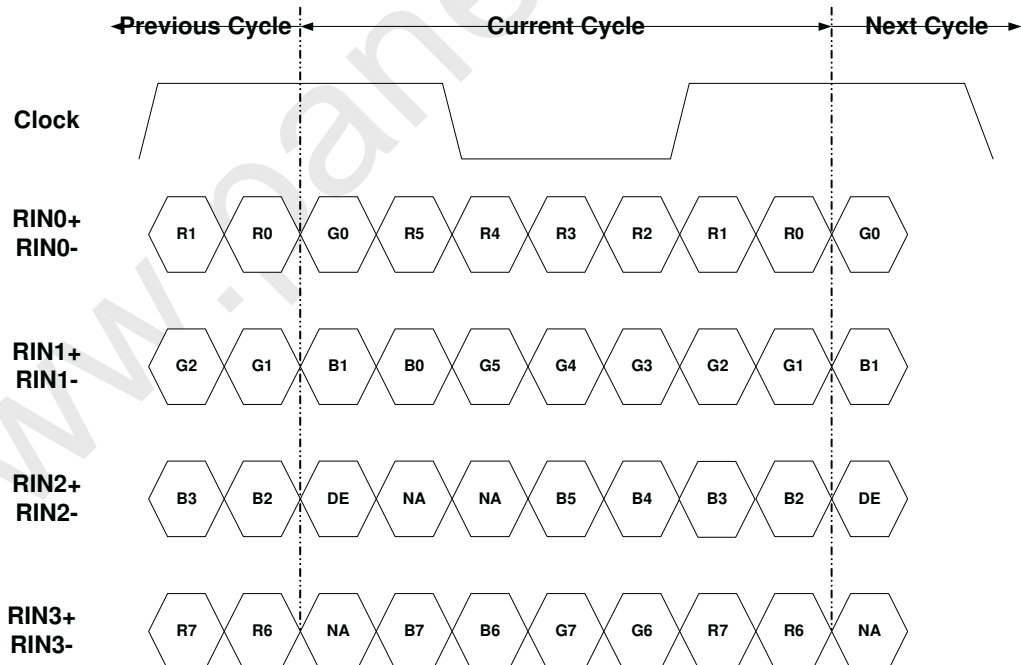 Previous Cycle Current Cycle Next Cycle
Clock
RIN0+
RIN0-
R1 R0 G0 R5 R4 R3 R2 R1 R0 G0
RIN1+
RIN1-
G2 G1 B1 B0 G5 G4 G3 G2 G1 B1
RIN2+
RIN2-
B3 B2 DE NA NA B5 B4 B3 B2 DE
RIN3+
RIN3-
R7 R6 NA B7 B6 G7 G6 R7 R6 NA
w.pane